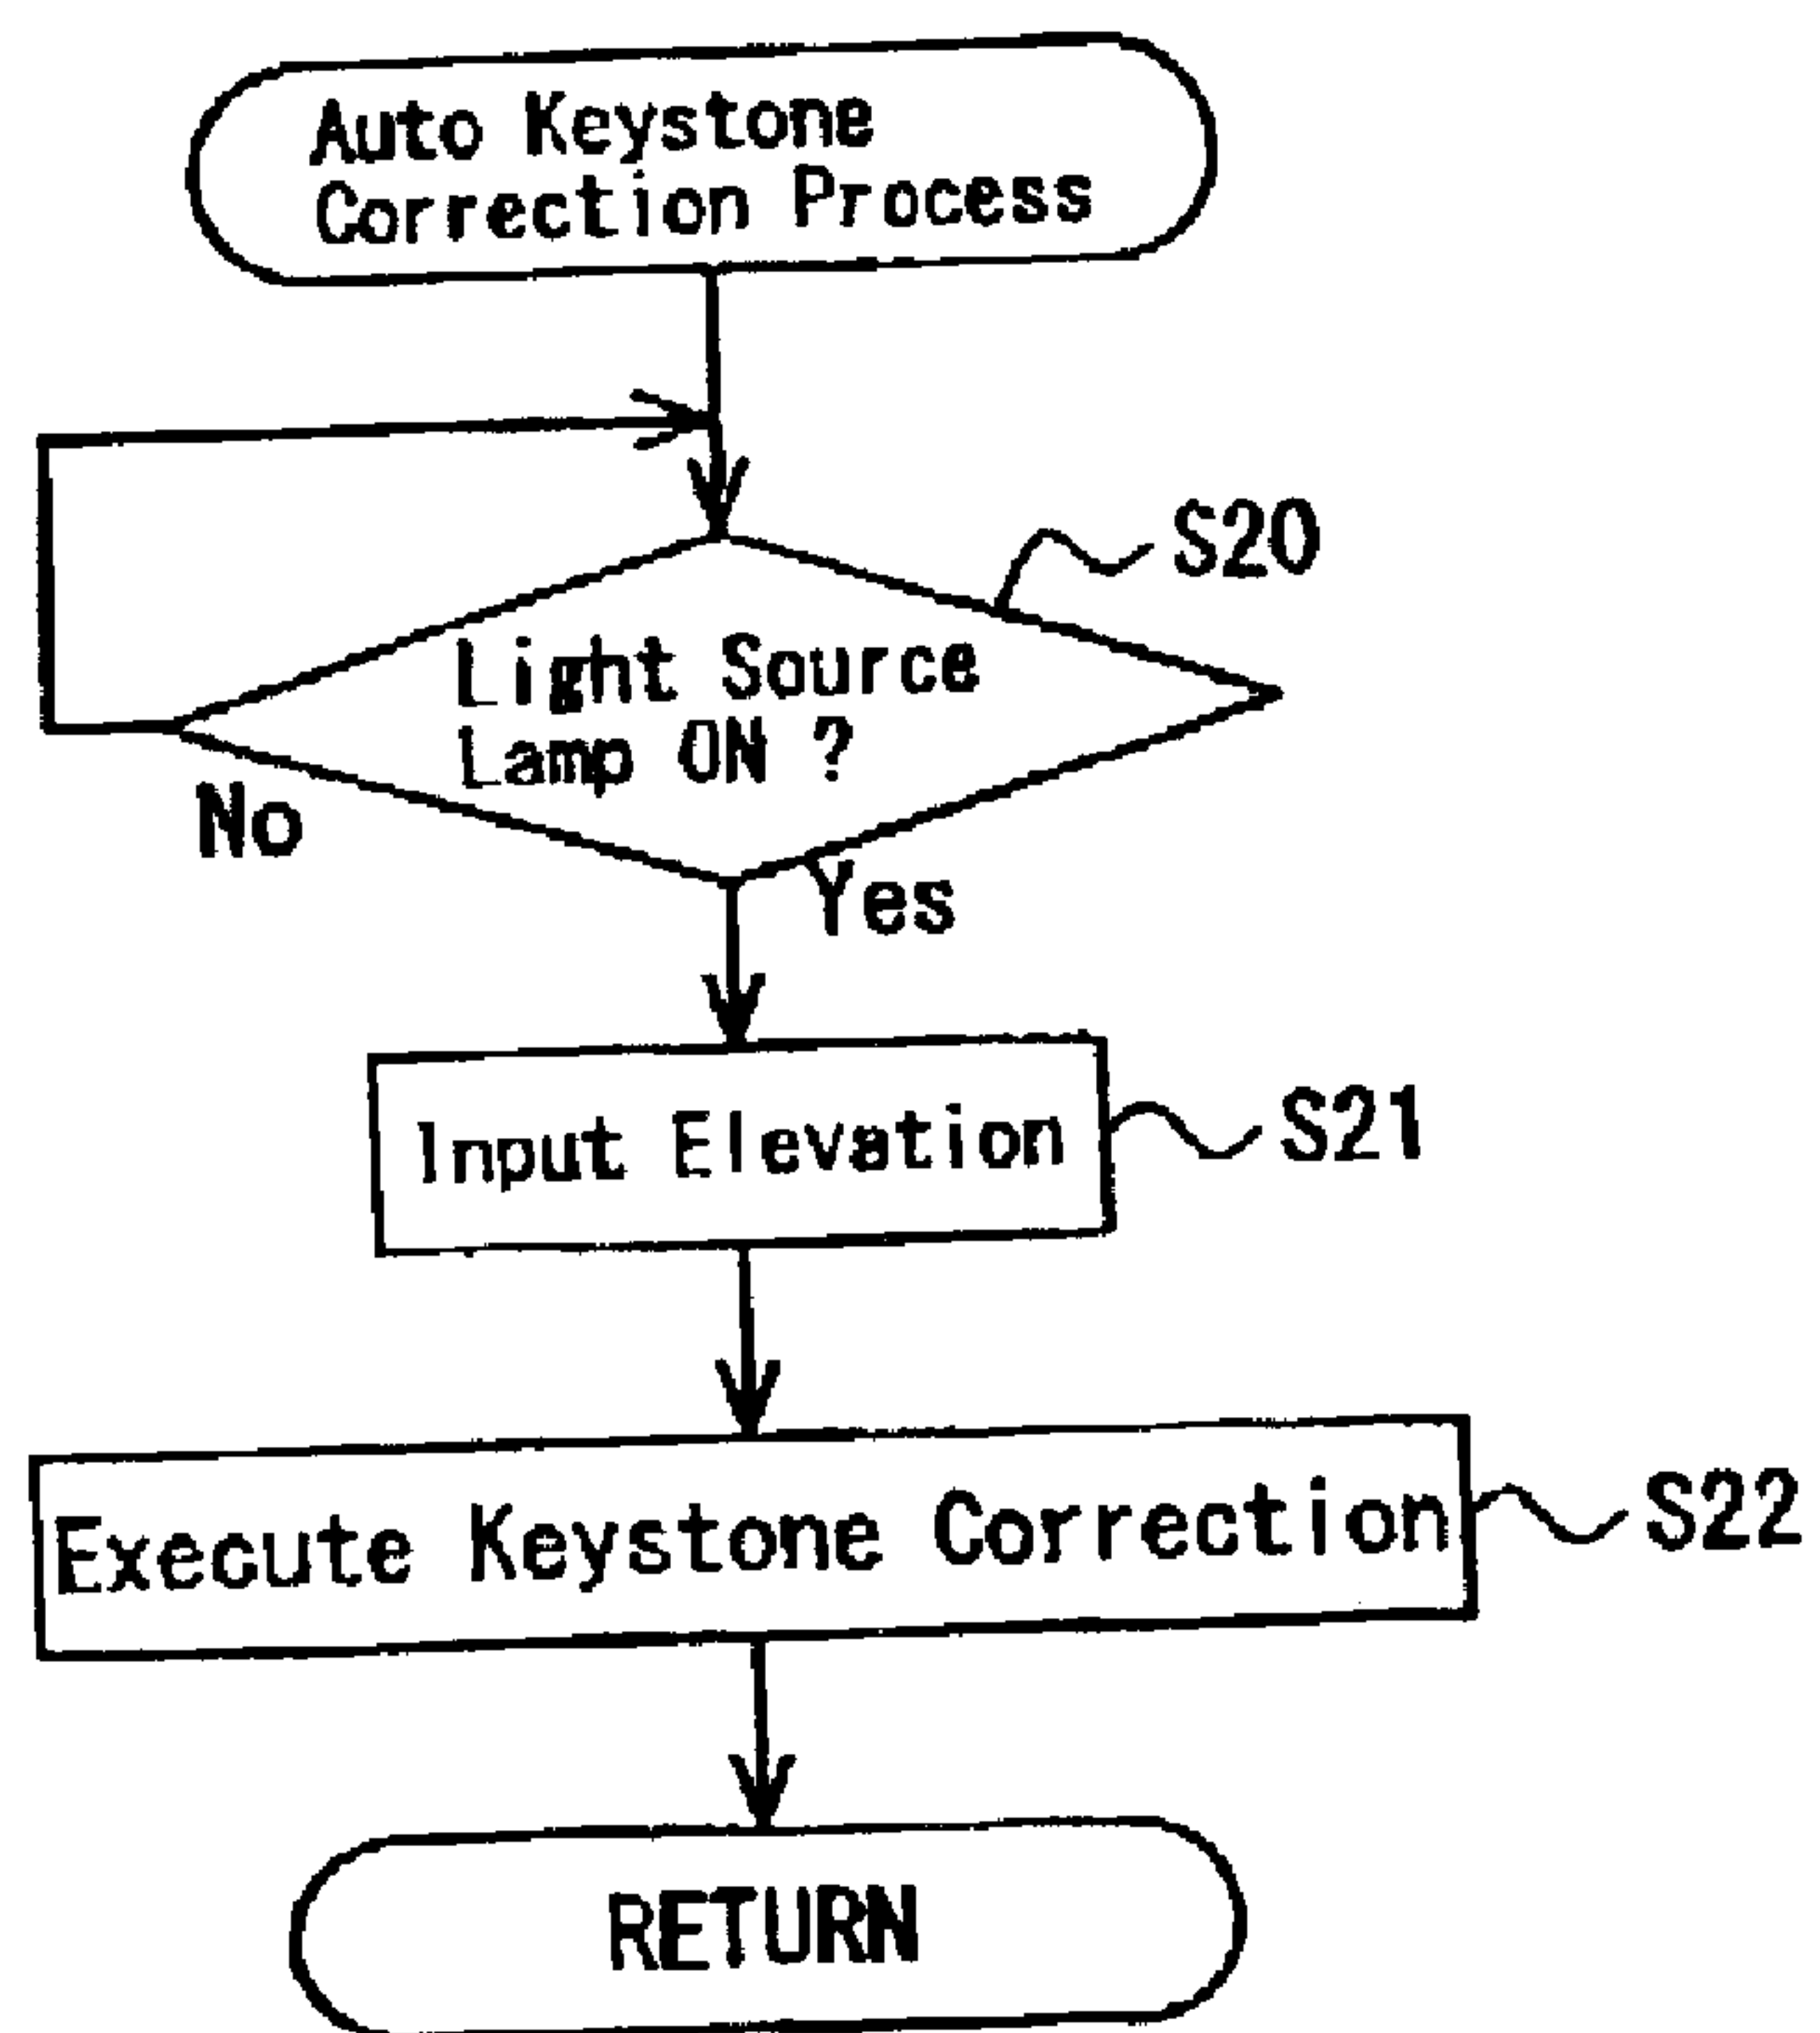 Auto Keystone
Correction Process
S20
Light Source
Lamp ON ?
No
Yes
Input Elevation
S21
Execute Keystone Correction
S22
RETURN